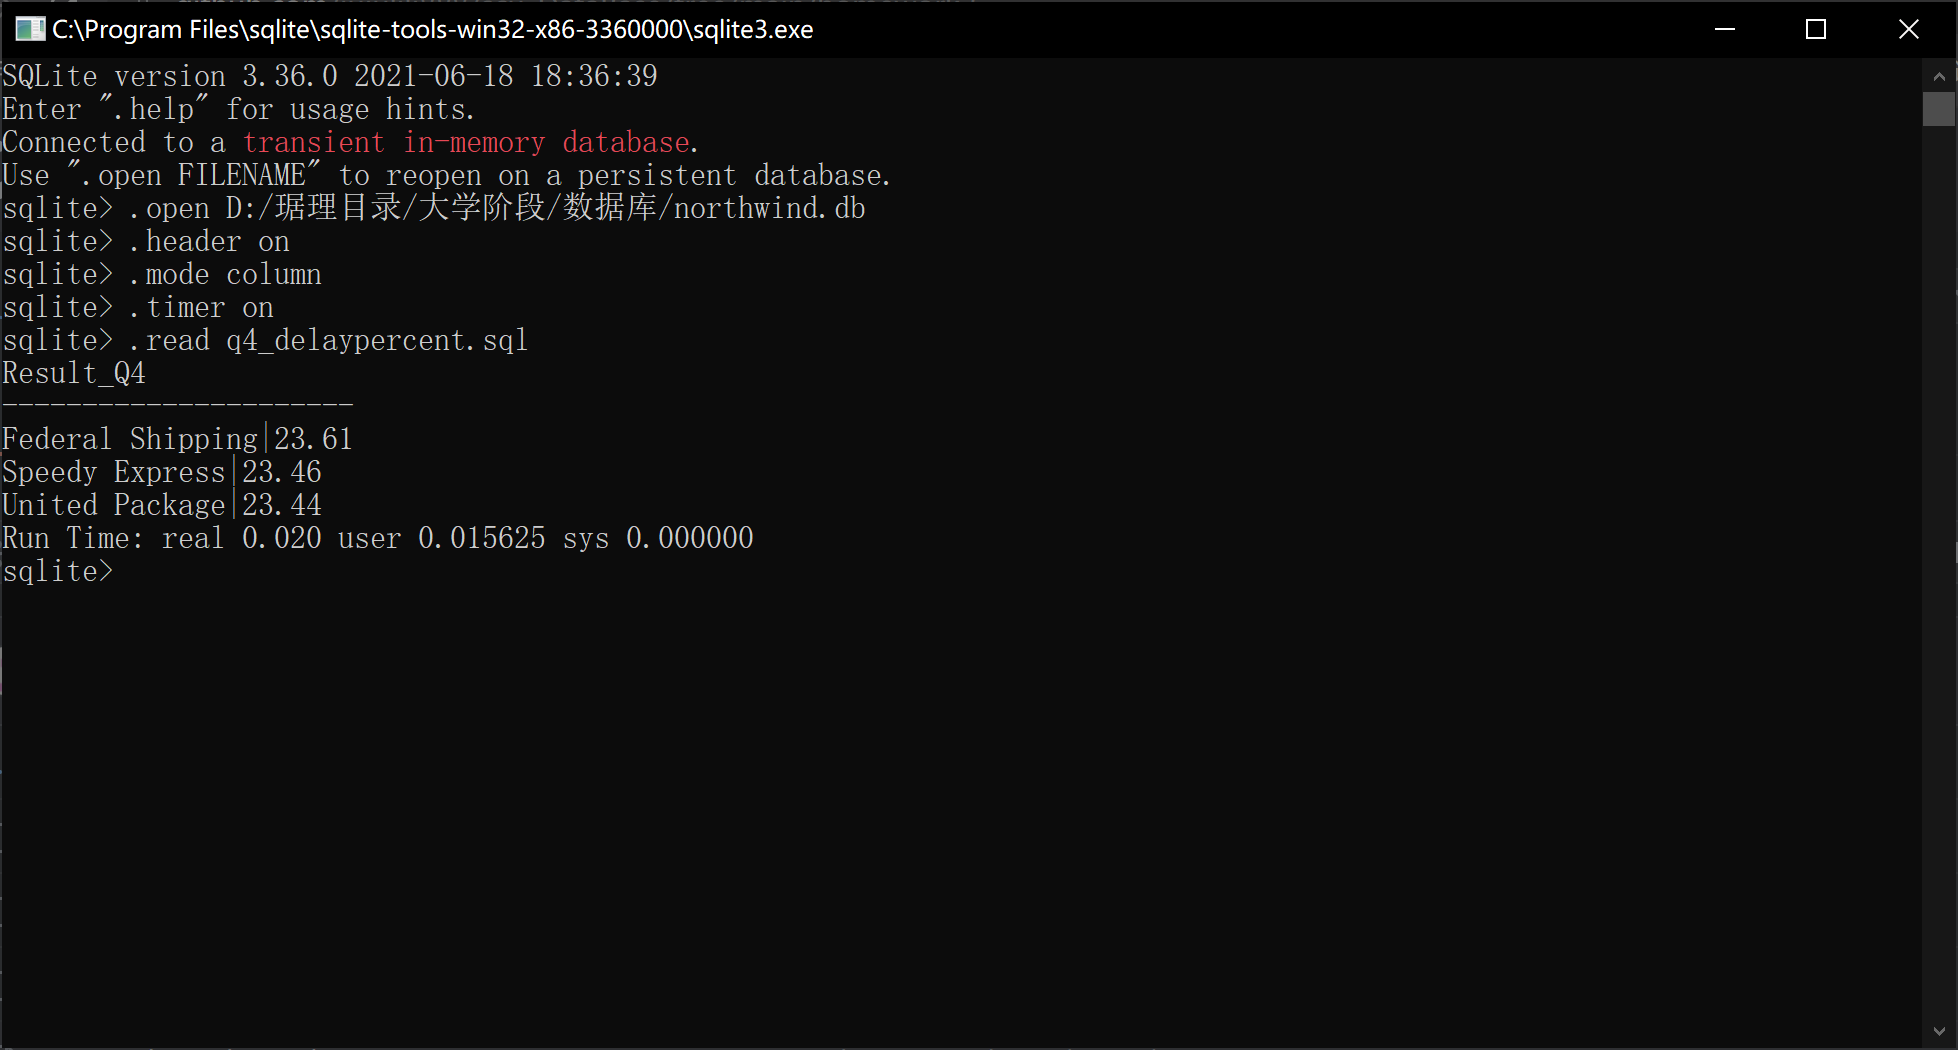 C:\Program Files\sqlite\sqlite-tools-win32-x86-3360000\sqlite3.exe
SQLite version 3.36.0 2021-06-18 18:36:39
Enter ".help" for usage hints.
Connected to a transient in-memory database.
Use ".open FILENAME" to reopen on a persistent database.
sqlite> .open D:/琚理目录/大学阶段/数据库/northwind.db
sqlite> .header on
sqlite> .mode column
sqlite> .timer on
sqlite> .read q4_delaypercent.sql
Result_Q4
----------------------
Federal Shipping|23.61
Speedy Express|23.46
United Package|23.44
Run Time: real 0.020 user 0.015625 sys 0.000000
sqlite>